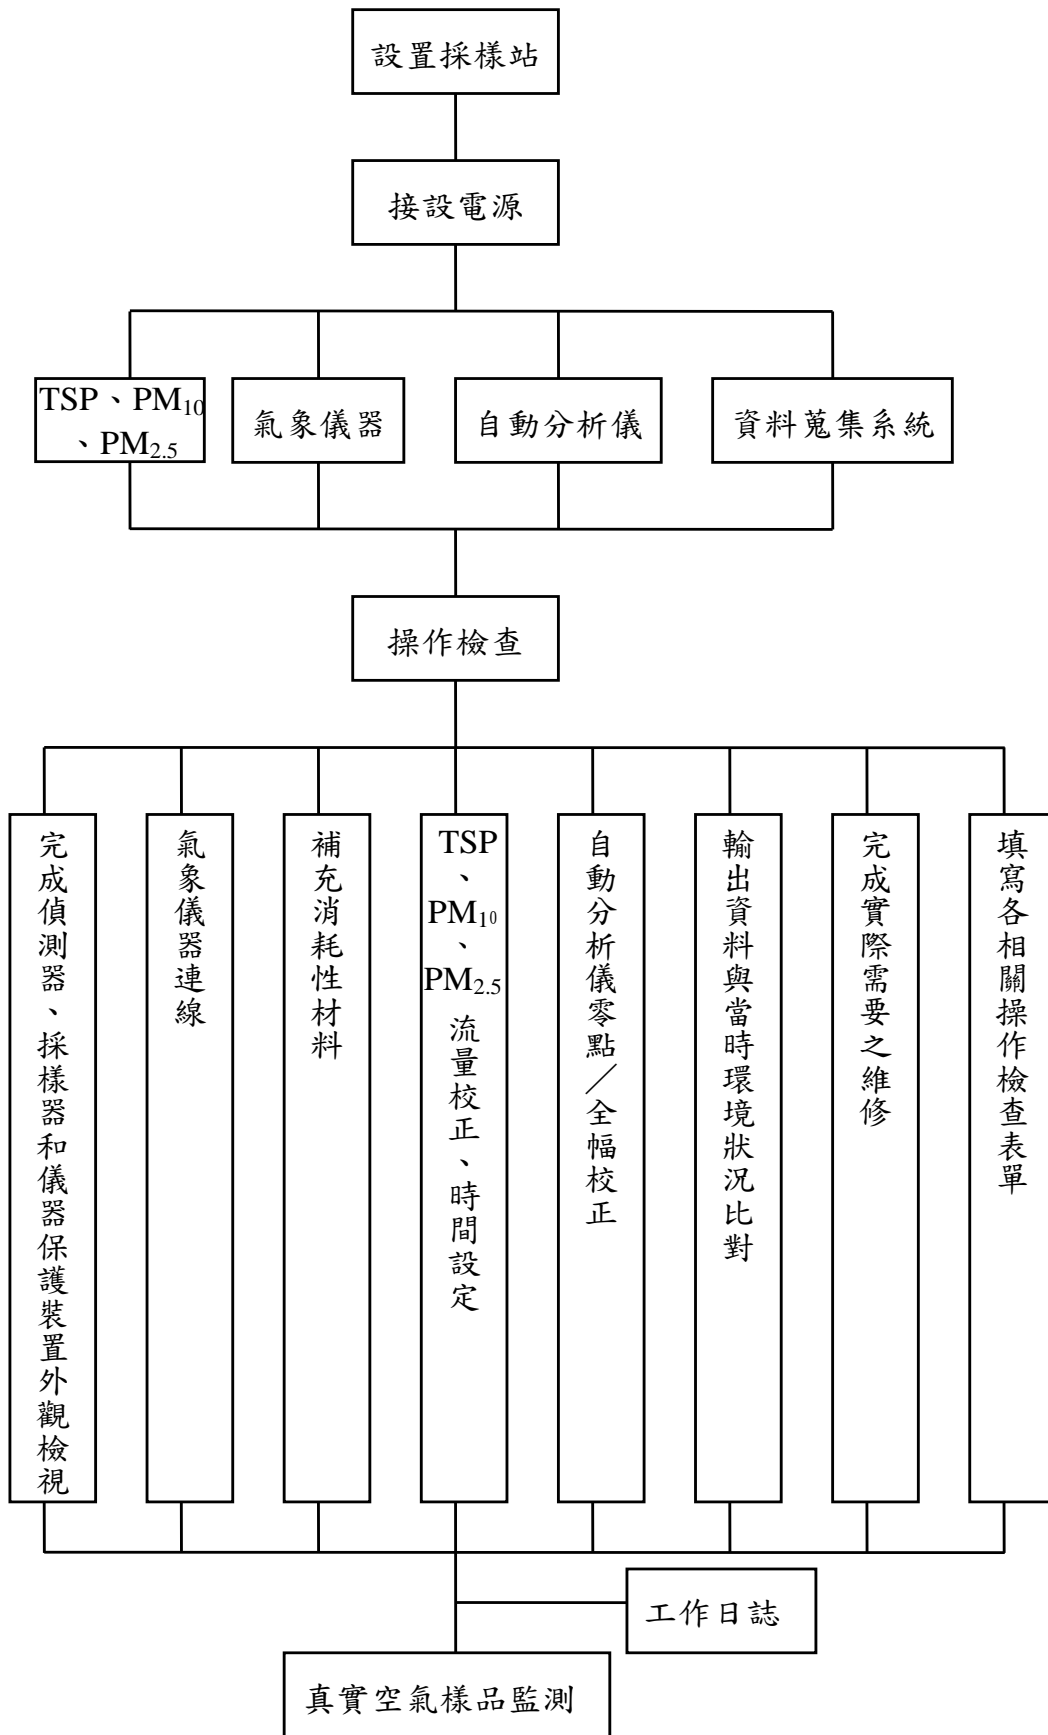 設置採樣站
接設電源
TSP、PM₁₀
、PM₂.₅
氣象儀器
自動分析儀
資料蒐集系統
操作檢查
完成偵測器、採樣器和儀器保護裝置外觀檢視
氣象儀器連線
補充消耗性材料
TSP、PM₁₀、PM₂.₅流量校正、時間設定
自動分析儀零點／全幅校正
輸出資料與當時環境狀況比對
完成實際需要之維修
填寫各相關操作檢查表單
工作日誌
真實空氣樣品監測